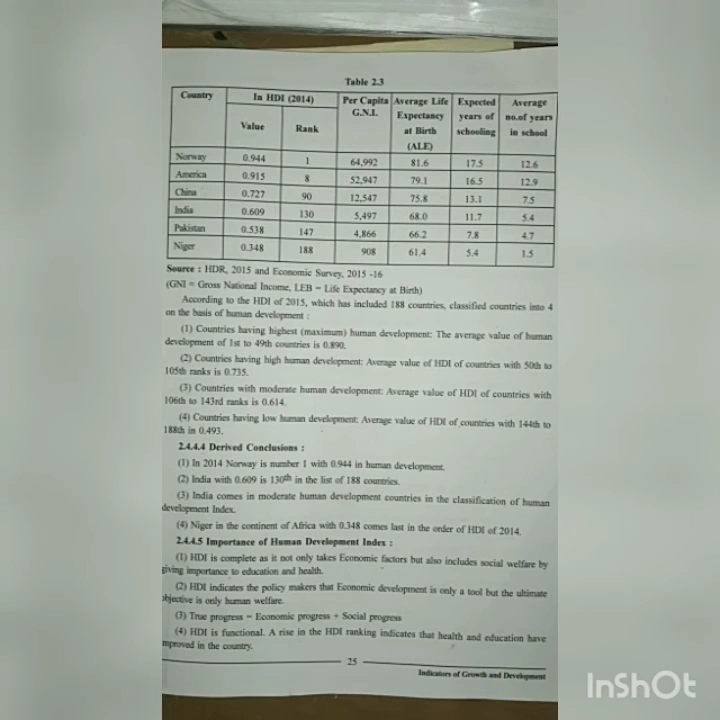 Table 2.3
Country In HDI (2014) Per Capita G.N.I. Average Life Expectancy at Birth (ALE) Expected years of schooling Average no.of years in school
Value Rank
Norway 0.944 1 64,992 81.6 17.5 12.6
America 0.915 8 52,947 79.1 16.5 12.9
China 0.727 90 12,547 75.8 13.1 7.5
India 0.609 130 5,497 68.0 11.7 5.4
Pakistan 0.538 147 4,866 66.2 7.8 4.7
Niger 0.348 188 908 61.4 5.4 1.5
Source : HDR, 2015 and Economic Survey, 2015 -16
(GNI = Gross National Income, LEB = Life Expectancy at Birth)
According to the HDI of 2015, which has included 188 countries, classified countries into 4
on the basis of human development :
(1) Countries having highest (maximum) human development: The average value of human
development of 1st to 49th countries is 0.890.
(2) Countries having high human development: Average value of HDI of countries with 50th to
105th ranks is 0.735.
(3) Countries with moderate human development: Average value of HDI of countries with
106th to 143rd ranks is 0.614.
(4) Countries having low human development: Average value of HDI of countries with 144th to
188th in 0.493.
2.4.4.4 Derived Conclusions :
(1) In 2014 Norway is number 1 with 0.944 in human development.
(2) India with 0.609 is 130th in the list of 188 countries.
(3) India comes in moderate human development countries in the classification of human
development Index.
(4) Niger in the continent of Africa with 0.348 comes last in the order of HDI of 2014.
2.4.4.5 Importance of Human Development Index :
(1) HDI is complete as it not only takes Economic factors but also includes social welfare by
giving importance to education and health.
(2) HDI indicates the policy makers that Economic development is only a tool but the ultimate
objective is only human welfare.
(3) True progress = Economic progress + Social progress
(4) HDI is functional. A rise in the HDI ranking indicates that health and education have
mproved in the country.
25
Indicators of Growth and Development
InShOt